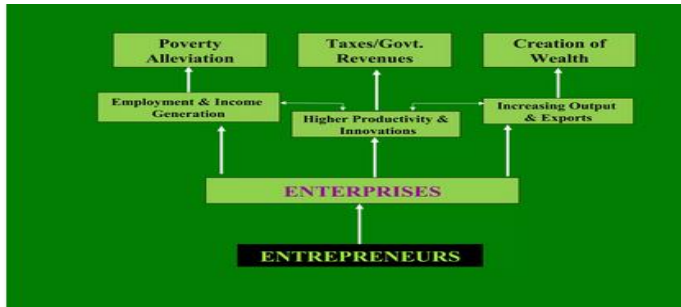 Poverty
Alleviation
Taxes/Govt.
Revenues
Creation of
Wealth
Employment & Income
Generation
Higher Productivity &
Innovations
Increasing Output
& Exports
ENTERPRISES
ENTREPRENEURS